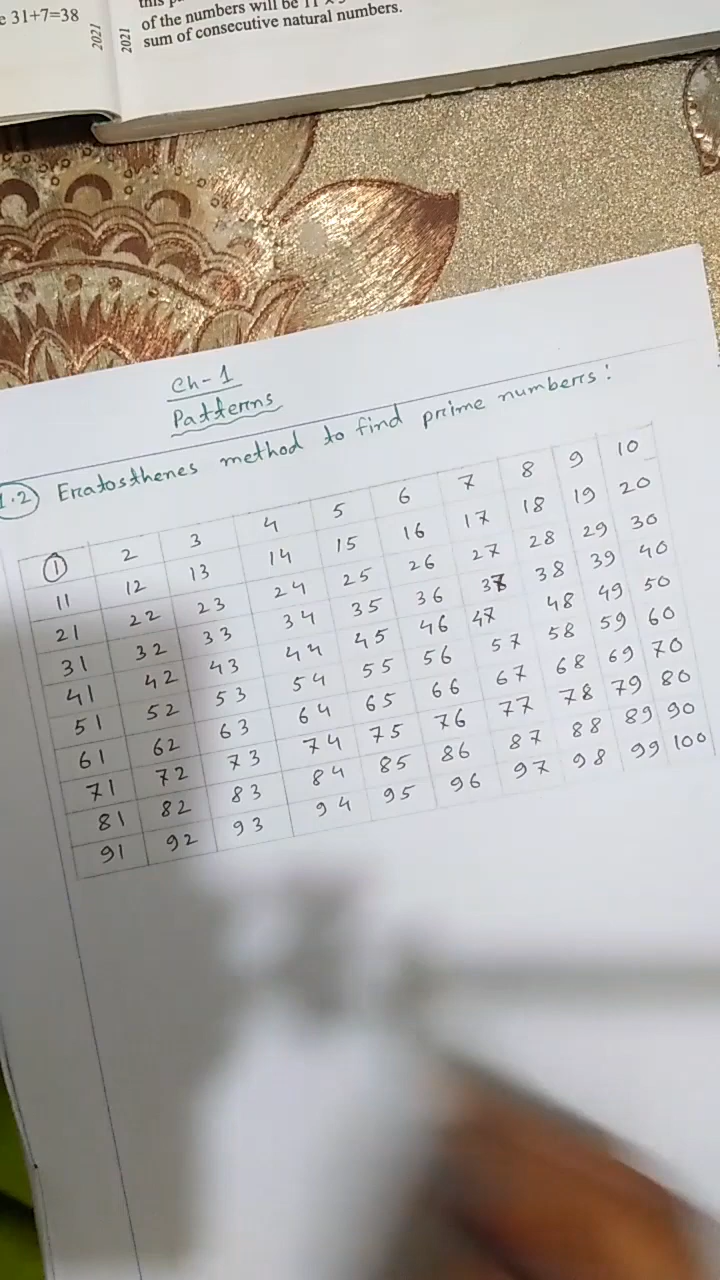 e 31+7=38
2021
2021
of the numbers will be 11 ×
sum of consecutive natural numbers.
Ch-1
Patterns
1.2 Eratosthenes method to find prime numbers:
1 2 3 4 5 6 7 8 9 10
11 12 13 14 15 16 17 18 19 20
21 22 23 24 25 26 27 28 29 30
31 32 33 34 35 36 37 38 39 40
41 42 43 44 45 46 47 48 49 50
51 52 53 54 55 56 57 58 59 60
61 62 63 64 65 66 67 68 69 70
71 72 73 74 75 76 77 78 79 80
81 82 83 84 85 86 87 88 89 90
91 92 93 94 95 96 97 98 99 100